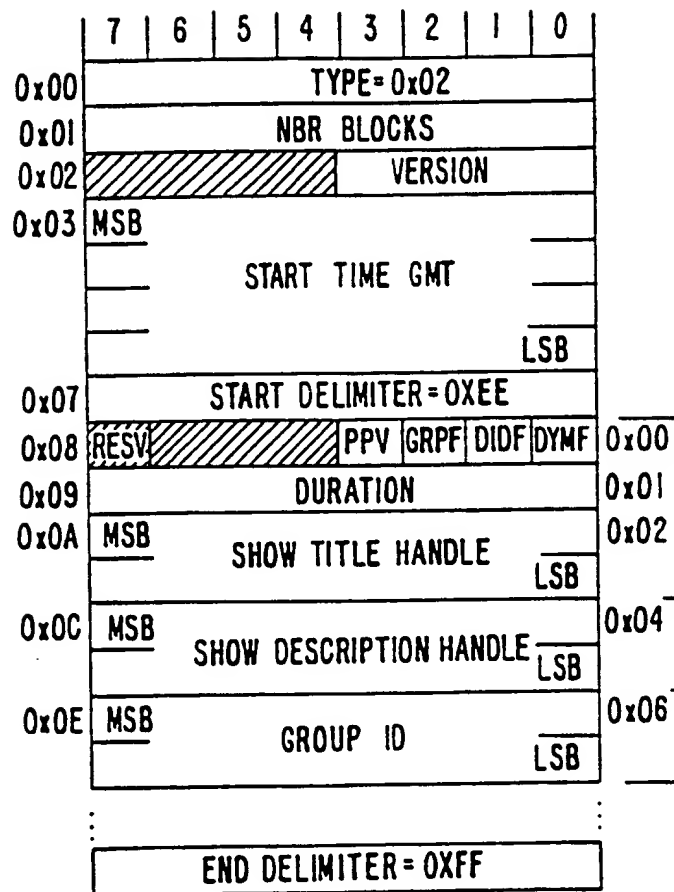 7 6 5 4 3 2 1 0
0x00 TYPE=0x02
0x01 NBR BLOCKS
0x02 VERSION
0x03 MSB
START TIME GMT
LSB
0x07 START DELIMITER=0XEE
0x08 RESV PPV GRPF DIDF DYMF 0x00
0x09 DURATION 0x01
0x0A MSB 0x02
SHOW TITLE HANDLE
LSB
0x0C MSB 0x04
SHOW DESCRIPTION HANDLE
LSB
0x0E MSB 0x06
GROUP ID
LSB
END DELIMITER=0XFF